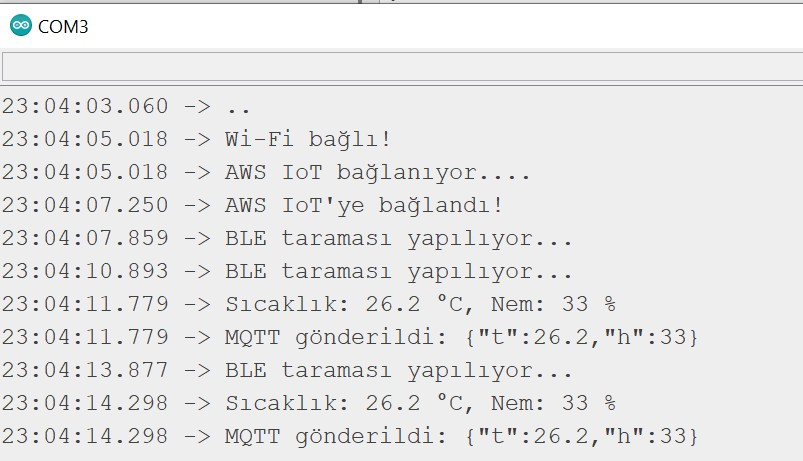 COM3
23:04:03.060 -> ..
23:04:05.018 -> Wi-Fi bağlı!
23:04:05.018 -> AWS IoT bağlanıyor....
23:04:07.250 -> AWS IoT'ye bağlandı!
23:04:07.859 -> BLE taraması yapılıyor...
23:04:10.893 -> BLE taraması yapılıyor...
23:04:11.779 -> Sıcaklık: 26.2 °C, Nem: 33 %
23:04:11.779 -> MQTT gönderildi: {"t":26.2,"h":33}
23:04:13.877 -> BLE taraması yapılıyor...
23:04:14.298 -> Sıcaklık: 26.2 °C, Nem: 33 %
23:04:14.298 -> MQTT gönderildi: {"t":26.2,"h":33}